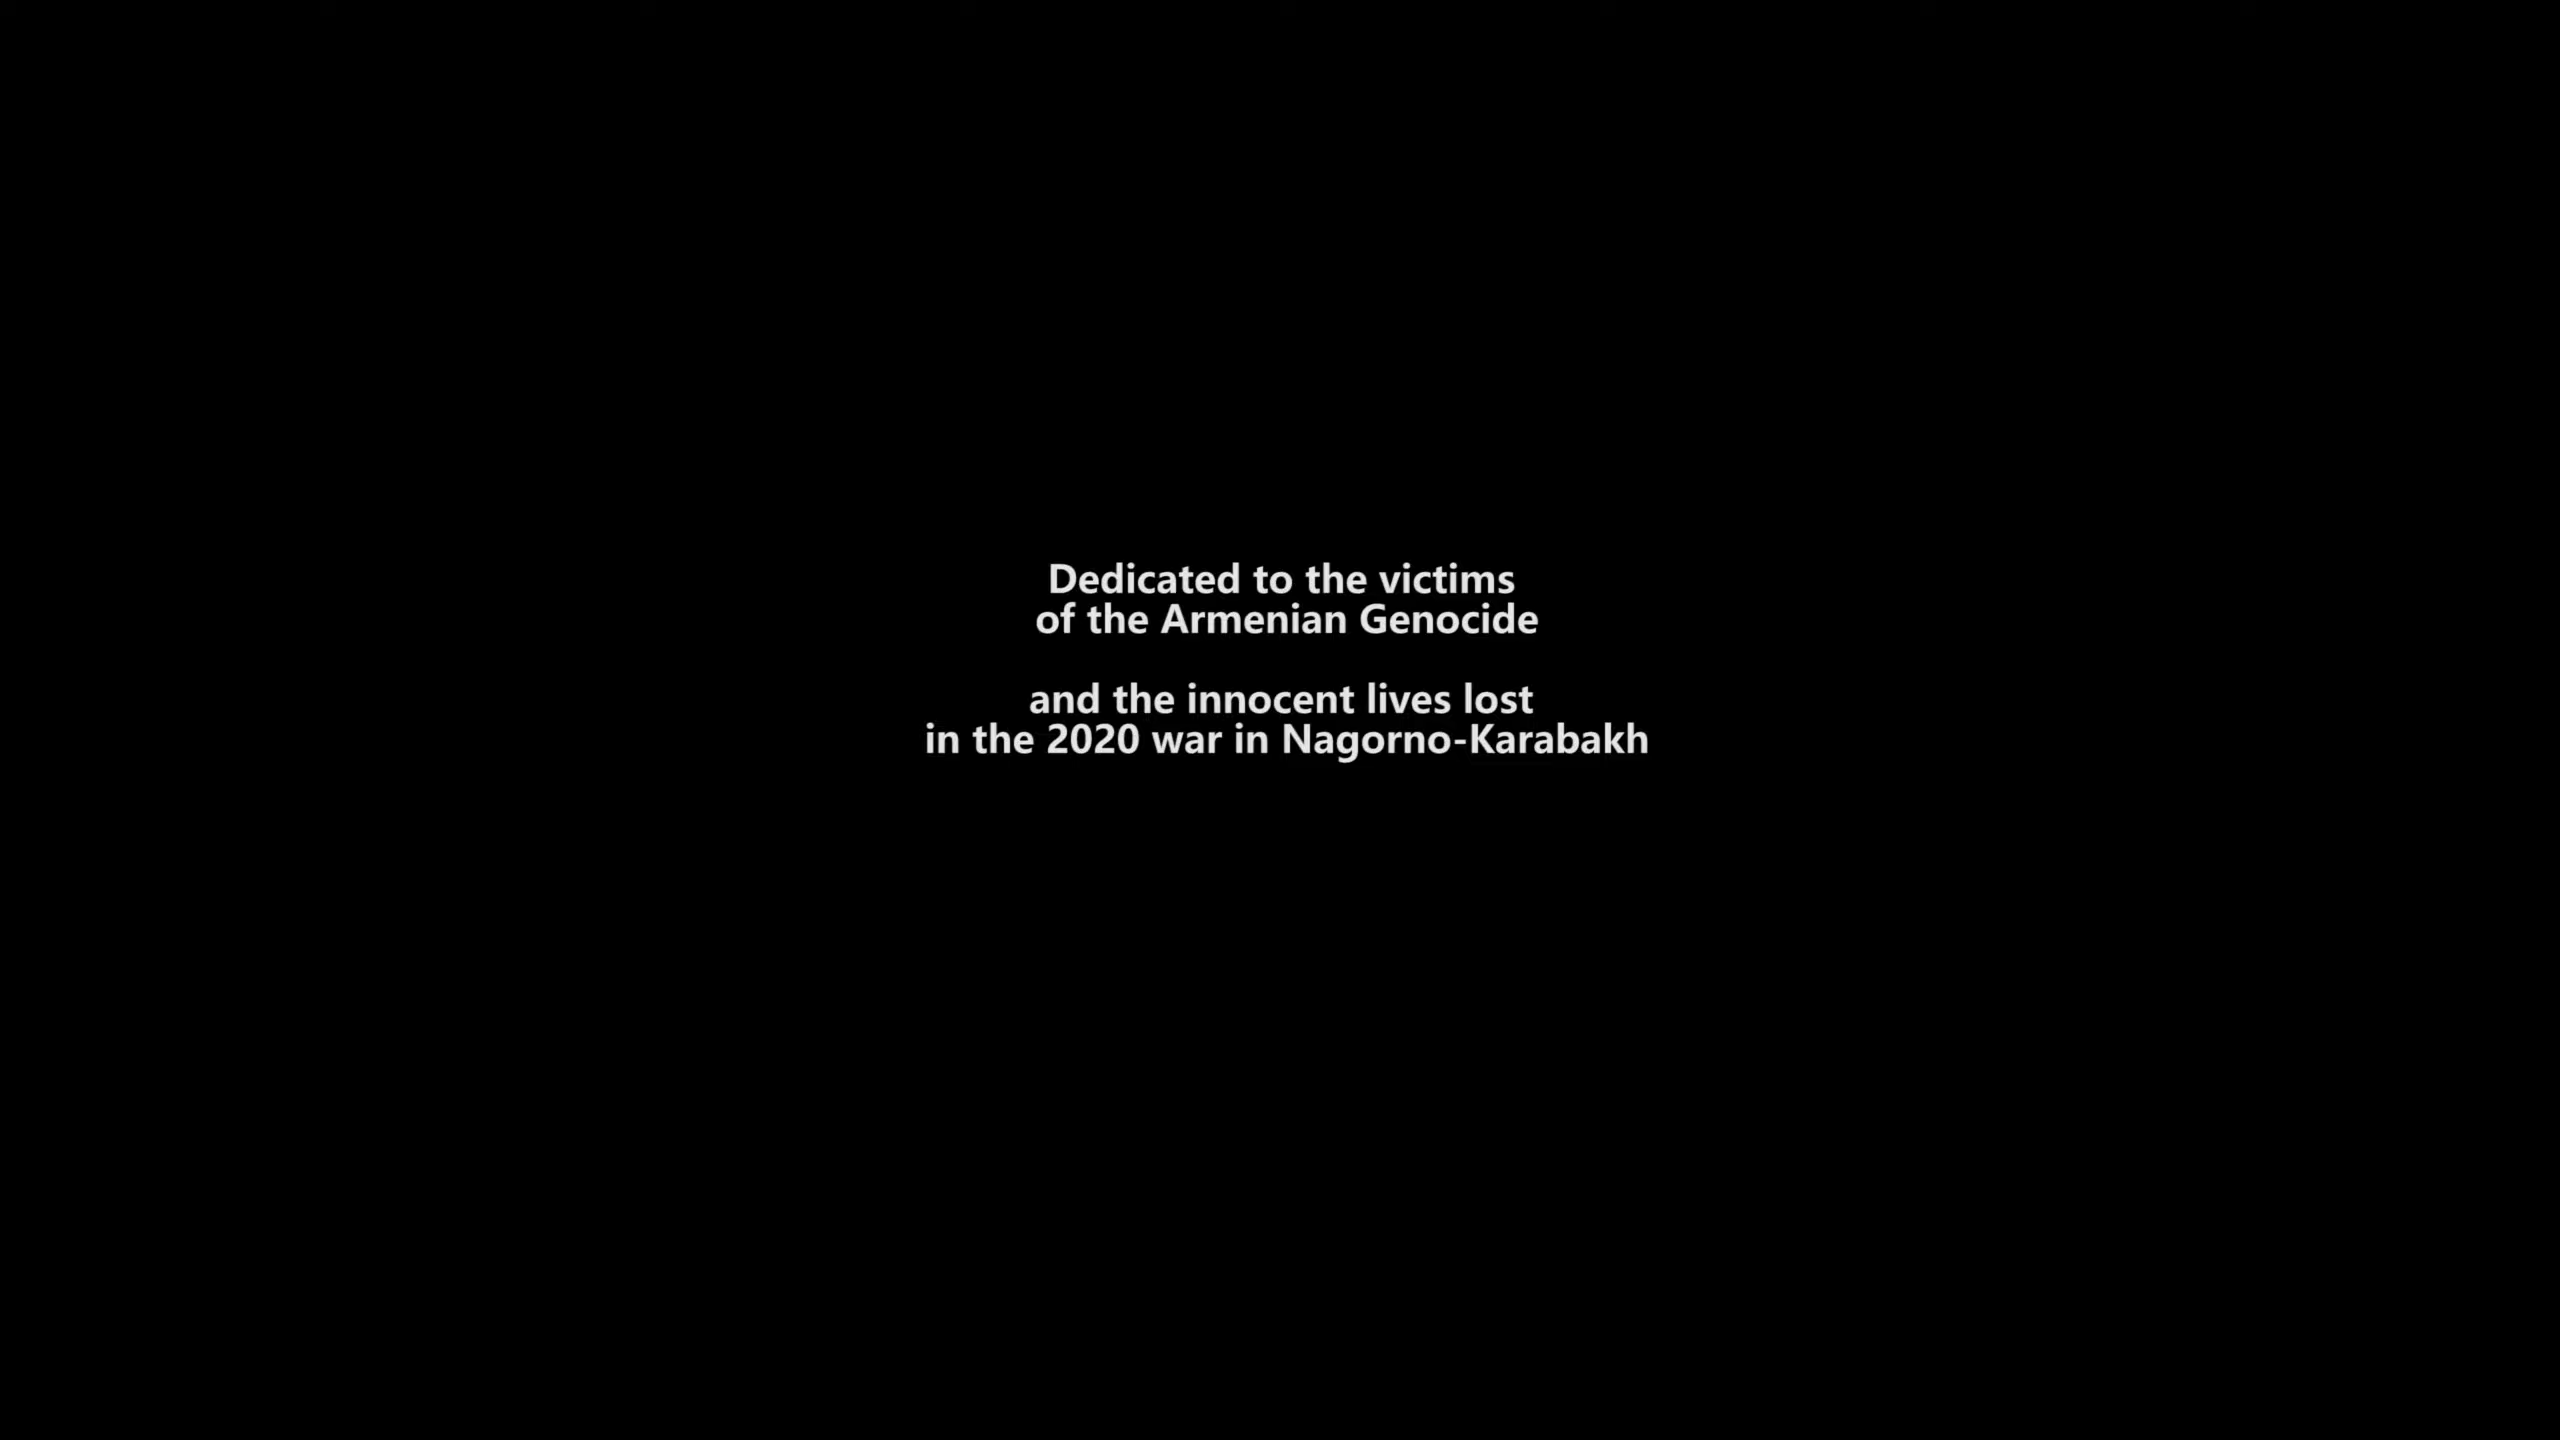 Dedicated to the victims
of the Armenian Genocide
and the innocent lives lost
in the 2020 war in Nagorno-Karabakh